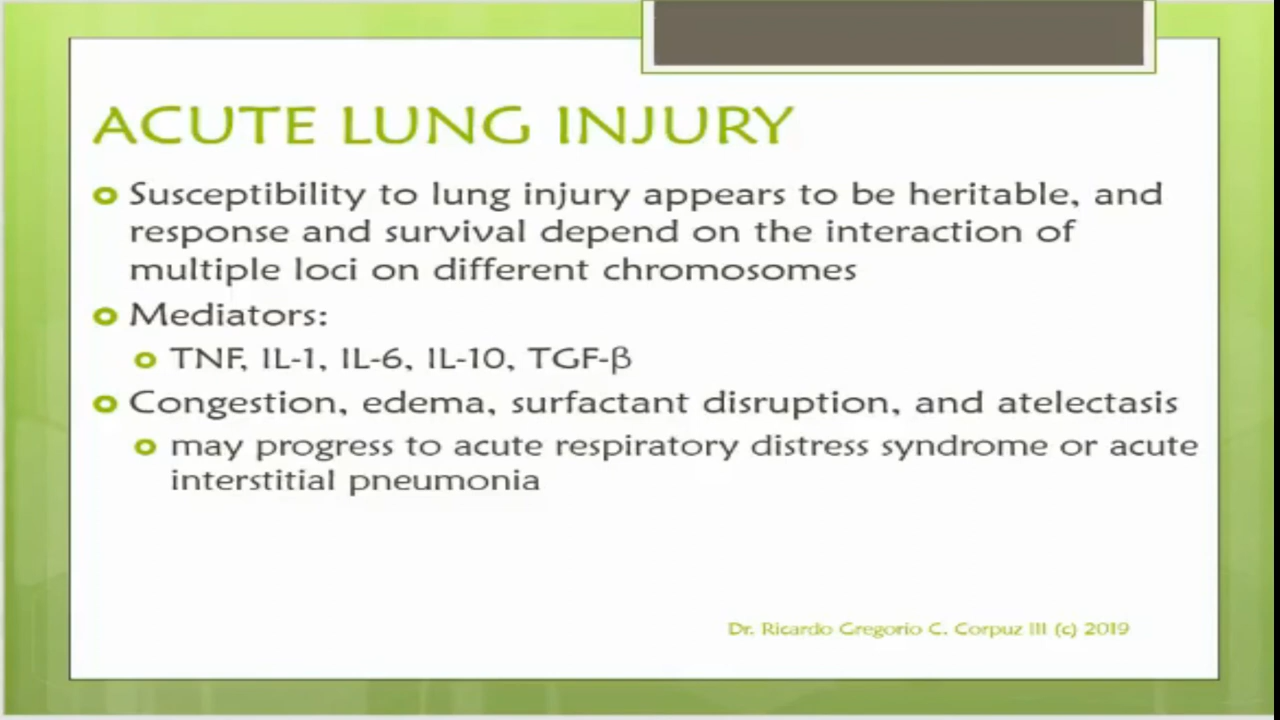 ACUTE LUNG INJURY
Susceptibility to lung injury appears to be heritable, and
response and survival depend on the interaction of
multiple loci on different chromosomes
Mediators:
TNF, IL-1, IL-6, IL-10, TGF-β
Congestion, edema, surfactant disruption, and atelectasis
may progress to acute respiratory distress syndrome or acute
interstitial pneumonia
Dr. Ricardo Gregorio C. Corpuz III (c) 2019